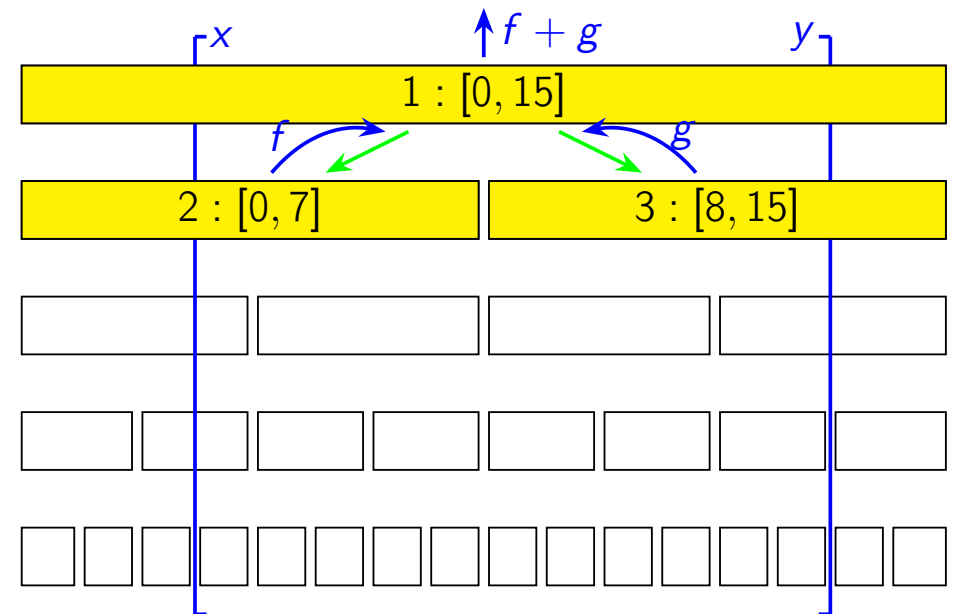 x f + g y
1 : [0, 15]
f g
2 : [0, 7] 3 : [8, 15]